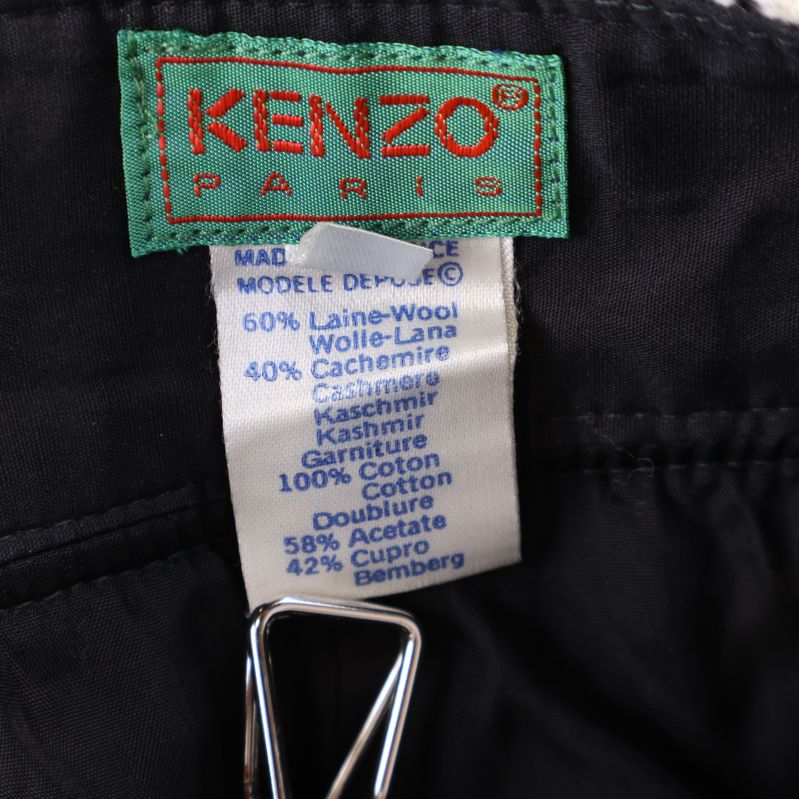 KENZO®
PARIS
MODELE DEPOSE©
60% Laine-Wool
Wolle-Lana
40% Cachemire
Cashmere
Kaschmir
Kashmir
Garniture
100% Coton
Cotton
Doublure
58% Acetate
42% Cupro
Bemberg